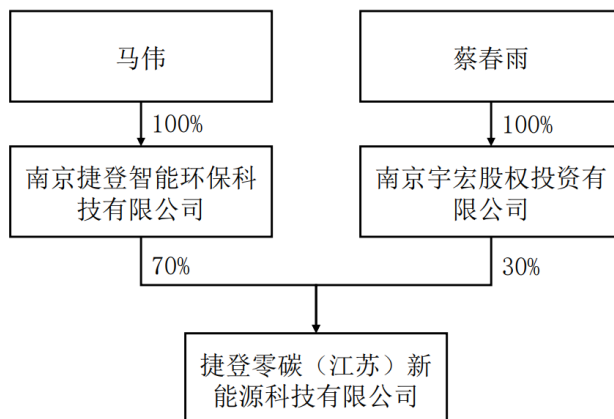 马伟
蔡春雨
100%
100%
南京捷登智能环保科
技有限公司
南京宇宏股权投资有
限公司
70%
30%
捷登零碳（江苏）新
能源科技有限公司